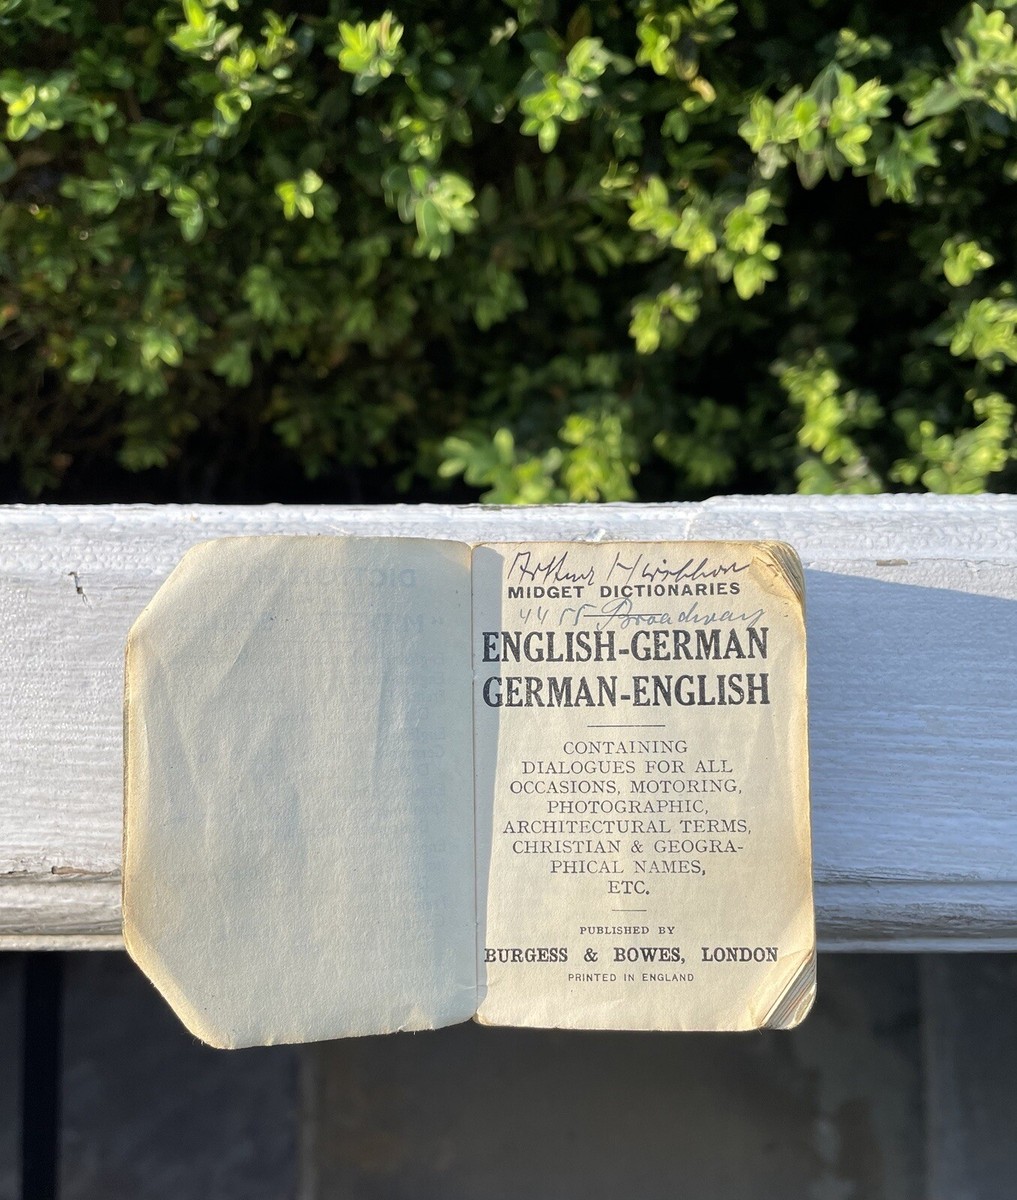 Arthur
MIDGET DICTIONARIES
4455 Broadway
ENGLISH-GERMAN
GERMAN-ENGLISH
CONTAINING
DIALOGUES FOR ALL
OCCASIONS, MOTORING,
PHOTOGRAPHIC,
ARCHITECTURAL TERMS,
CHRISTIAN & GEOGRA-
PHICAL NAMES,
ETC.
PUBLISHED BY
BURGESS & BOWES, LONDON
PRINTED IN ENGLAND